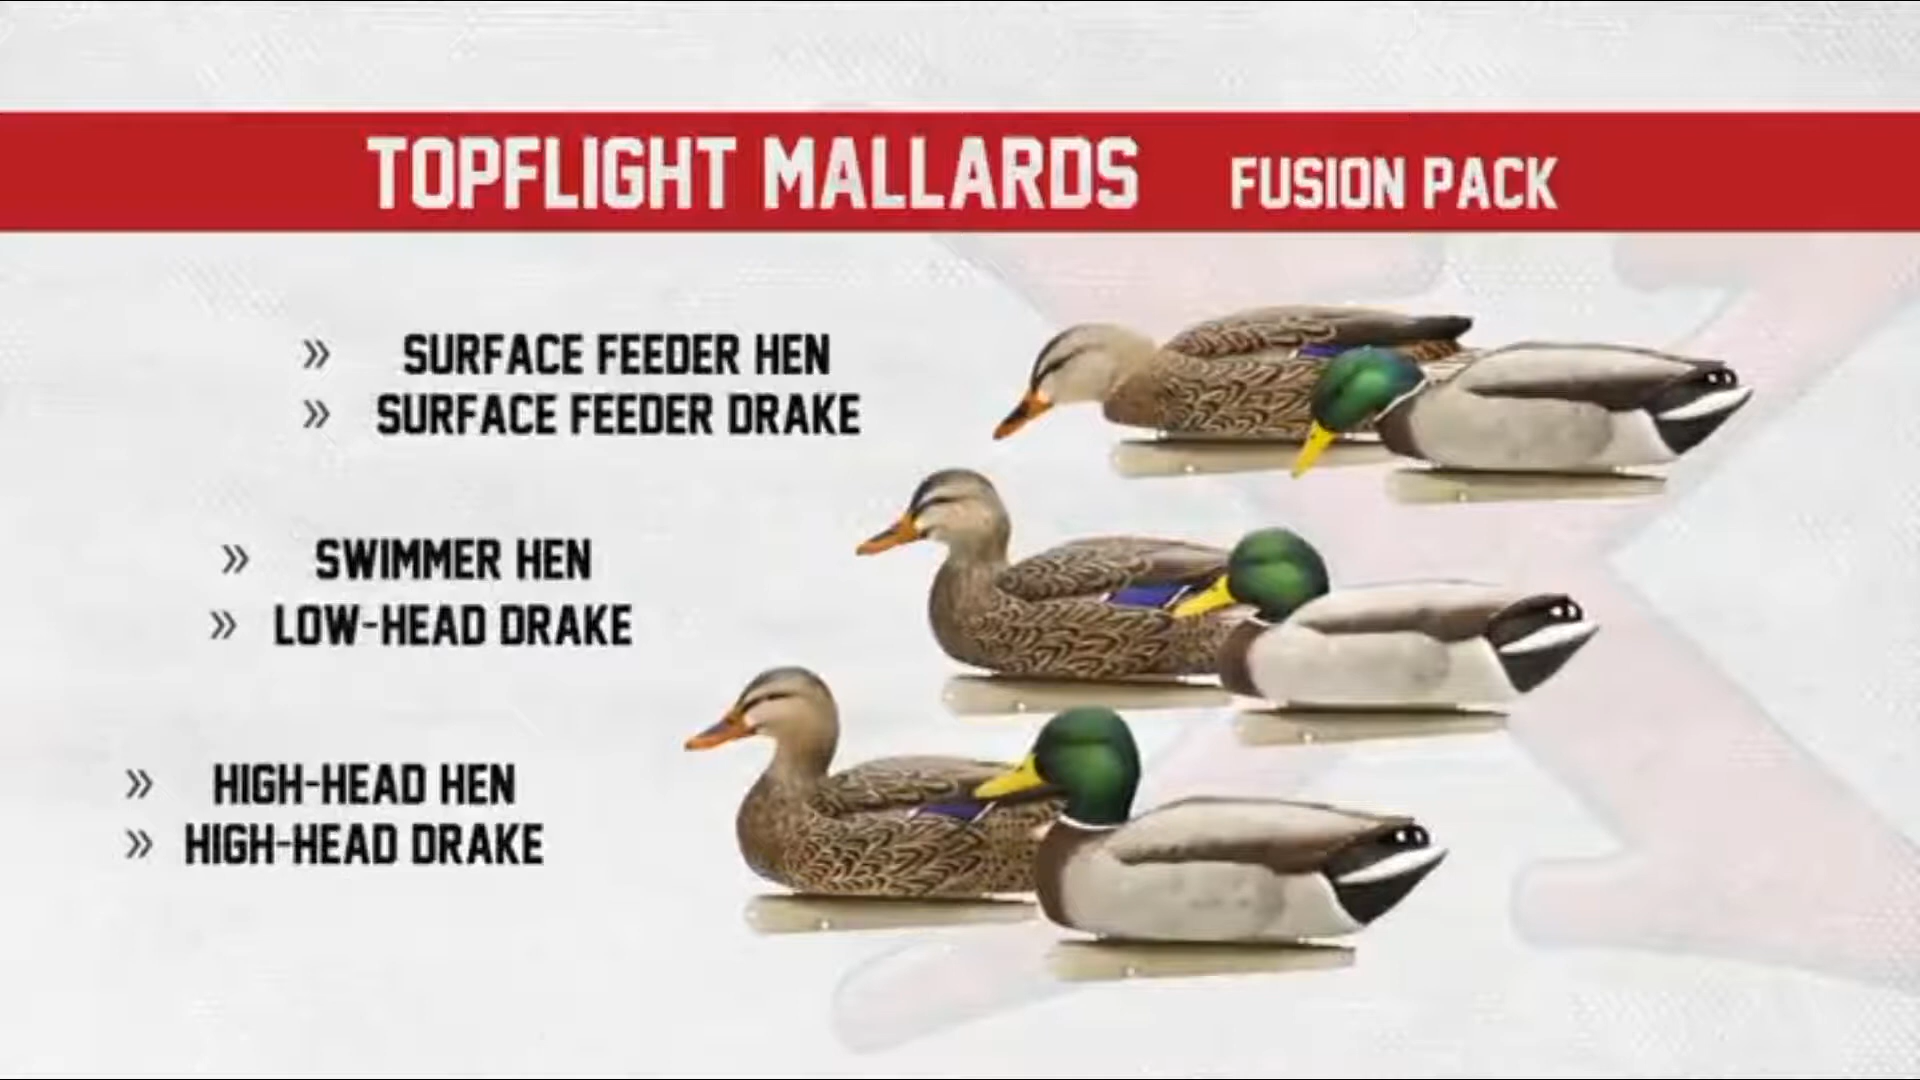 TOPFLIGHT MALLARDS FUSION PACK
» SURFACE FEEDER HEN
» SURFACE FEEDER DRAKE
» SWIMMER HEN
» LOW-HEAD DRAKE
» HIGH-HEAD HEN
» HIGH-HEAD DRAKE